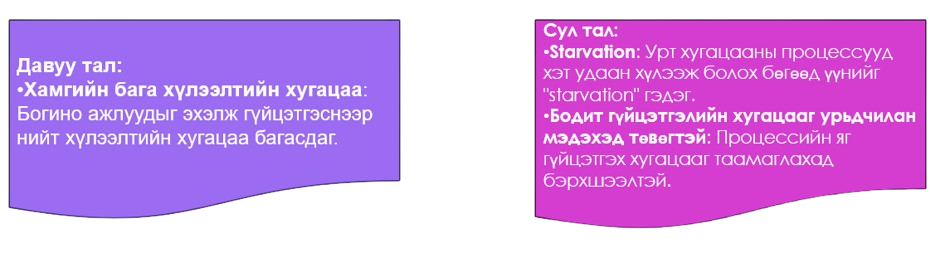 Давуу тал:
•Хамгийн бага хүлээлтийн хугацаа:
Богино ажлуудыг эхэлж гүйцэтгэснээр
нийт хүлээлтийн хугацаа багасдаг.
Сул тал:
•Starvation: Урт хугацааны процессууд
хэт удаан хүлээж болох бөгөөд үүнийг
"starvation" гэдэг.
•Бодит гүйцэтгэлийн хугацааг урьдчилан
мэдэхэд төвөгтэй: Процессийн яг
гүйцэтгэх хугацааг таамаглахад
бэрхшээлтэй.